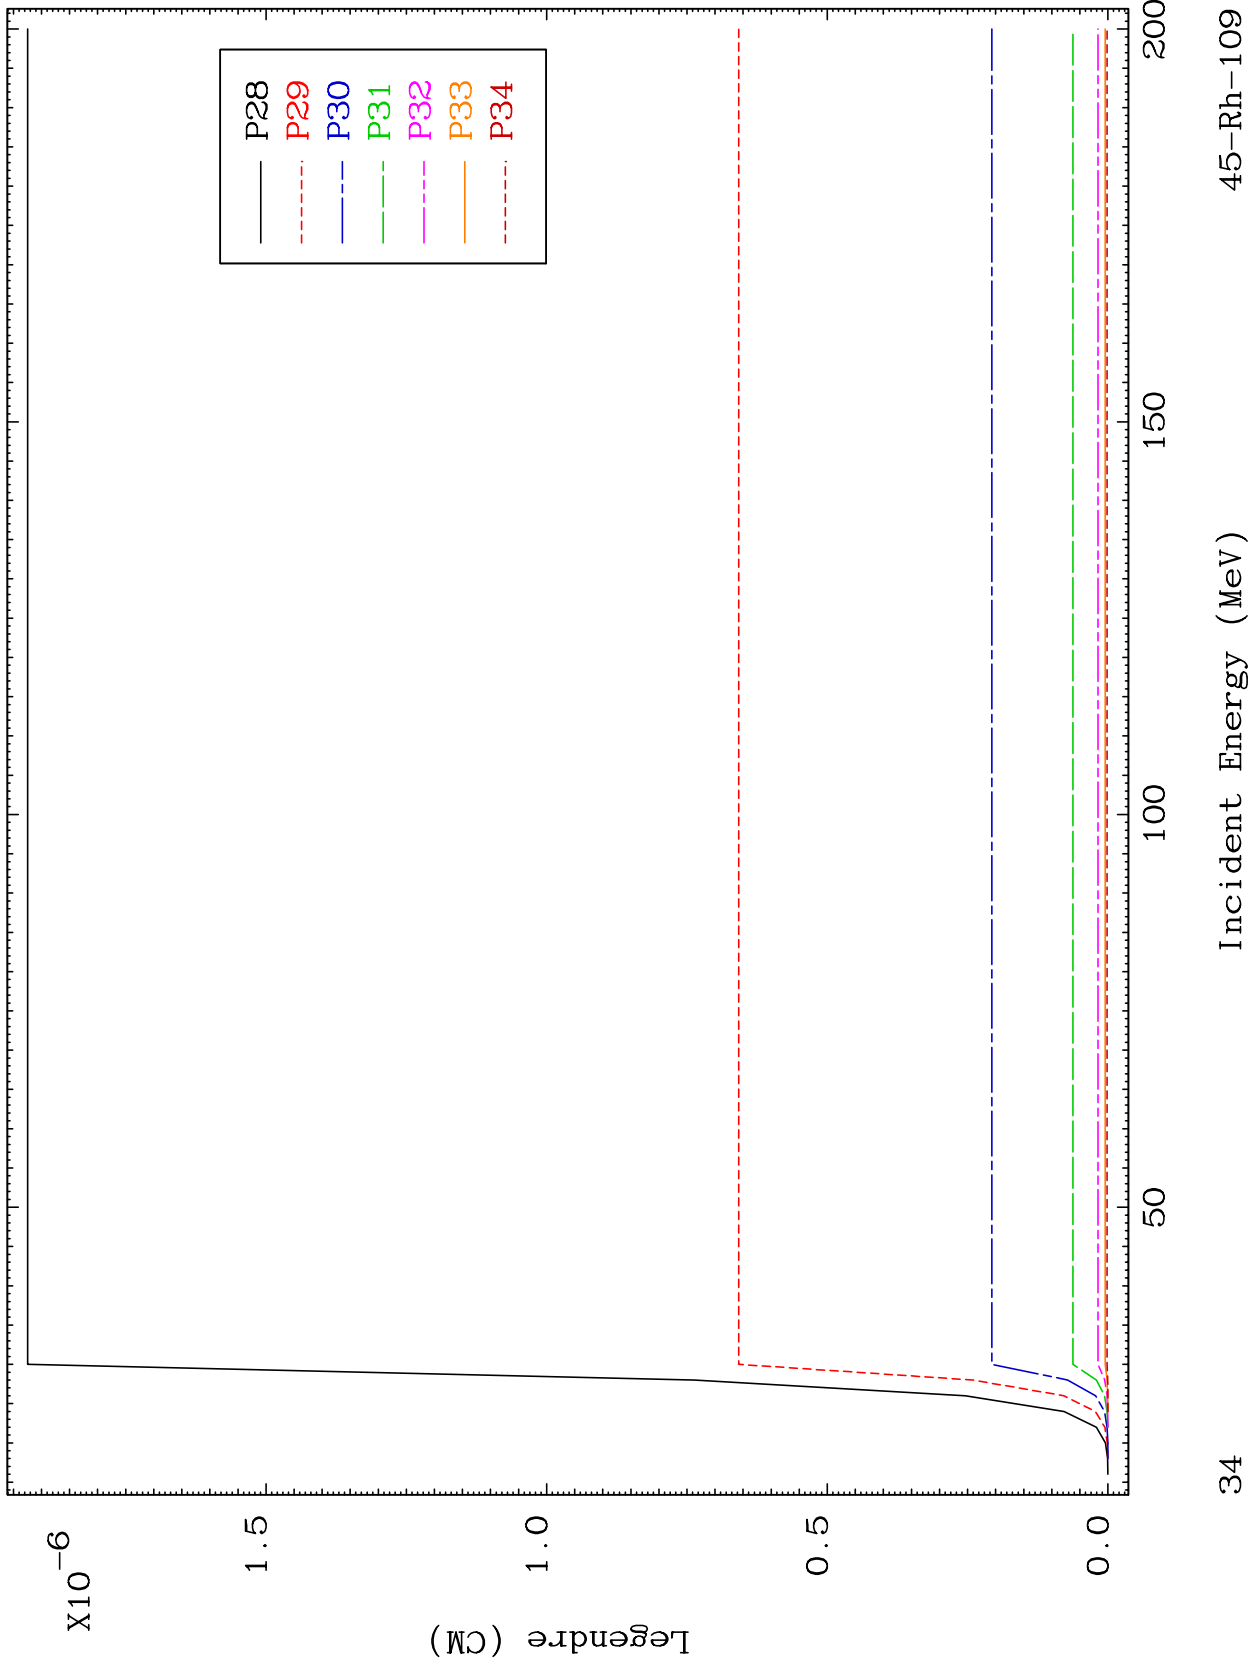 X10-6
Legendre (CM)
1.5
1.0
0.5
0.0
P28
P29
P30
P31
P32
P33
P34
50
100
150
200
Incident Energy (MeV)
34
45-Rh-109